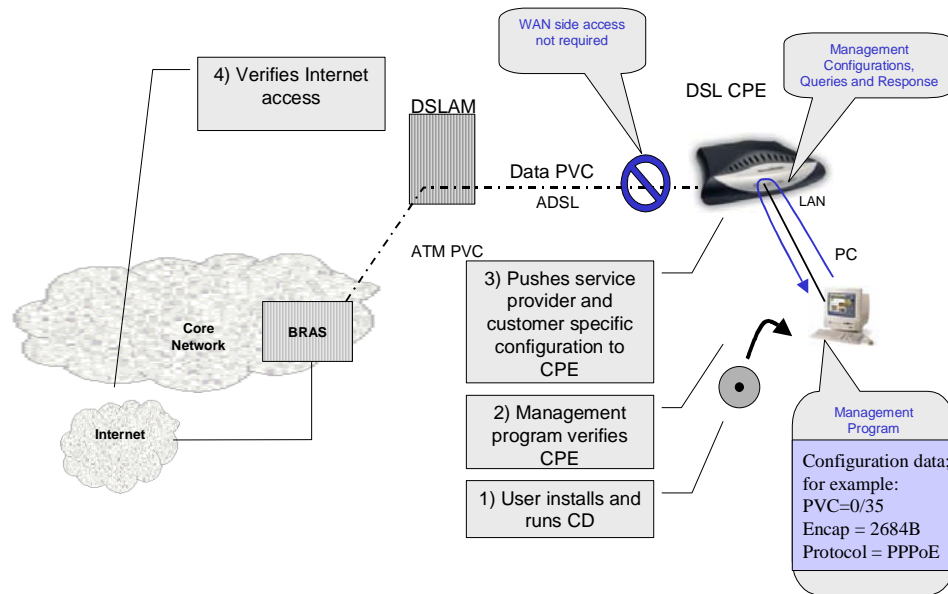 WAN side access
not required
4) Verifies Internet
access
Management
Configurations,
Queries and Response
DSL CPE
DSLAM
Data PVC
ADSL
LAN
ATM PVC
PC
3) Pushes service
provider and
customer specific
configuration to
CPE
Core
Network
BRAS
2) Management
program verifies
CPE
Internet
1) User installs and
runs CD
Management
Program
Configuration data;
for example:
PVC=0/35
Encap = 2684B
Protocol = PPPoE